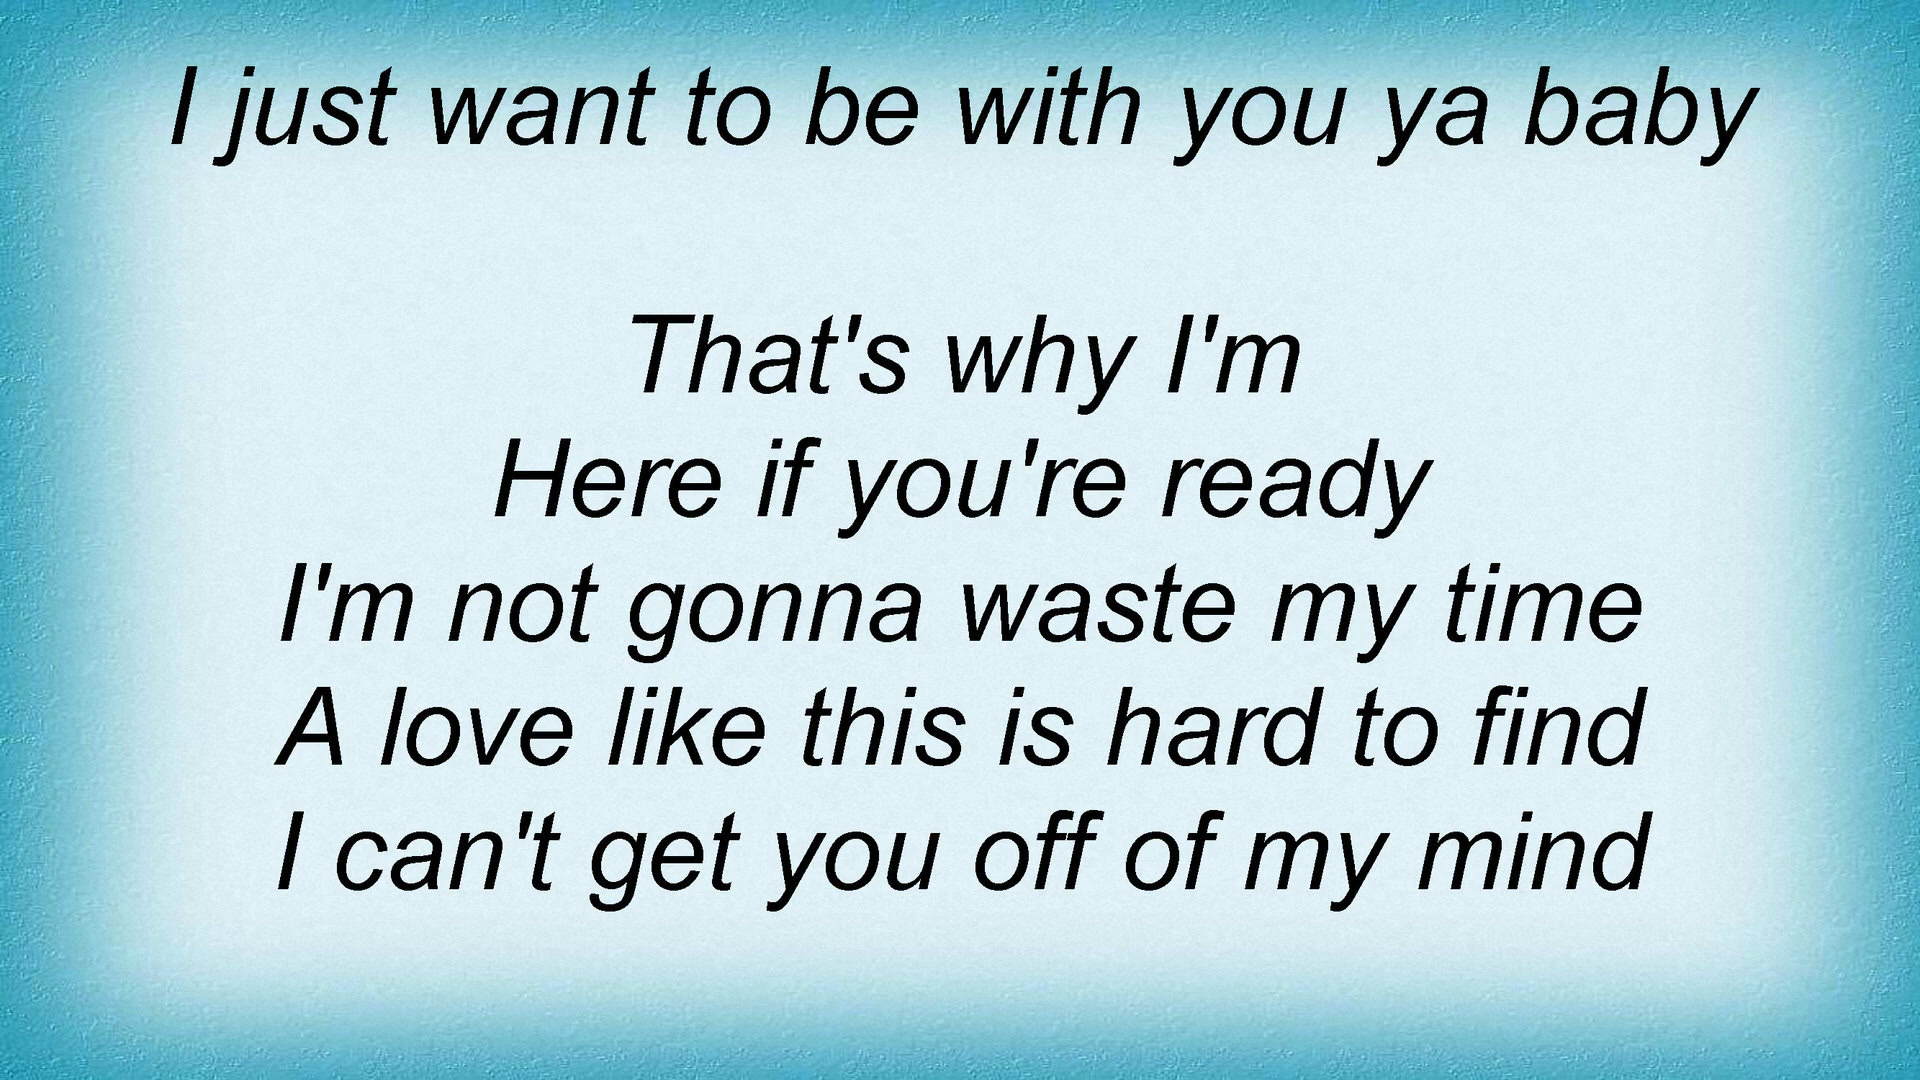 I just want to be with you ya baby
That's why I'm
Here if you're ready
I'm not gonna waste my time
A love like this is hard to find
I can't get you off of my mind